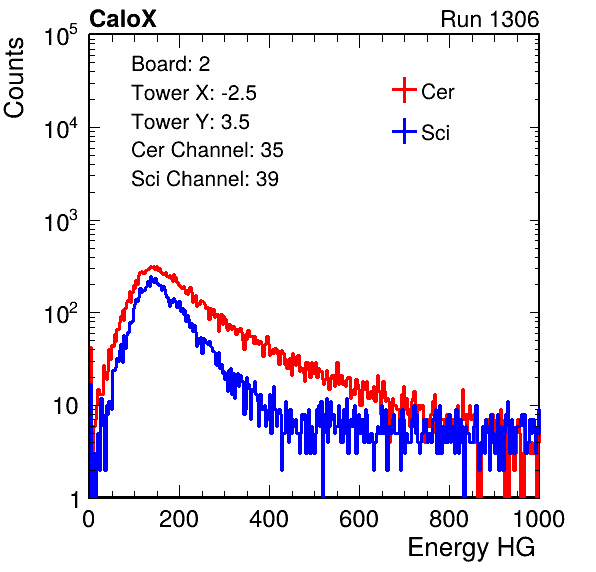 CaloX Run 1306
Counts
Board: 2
Tower X: -2.5
Tower Y: 3.5
Cer Channel: 35
Sci Channel: 39
Cer
Sci
10^5
10^4
10^3
10^2
10
1
0 200 400 600 800 1000
Energy HG